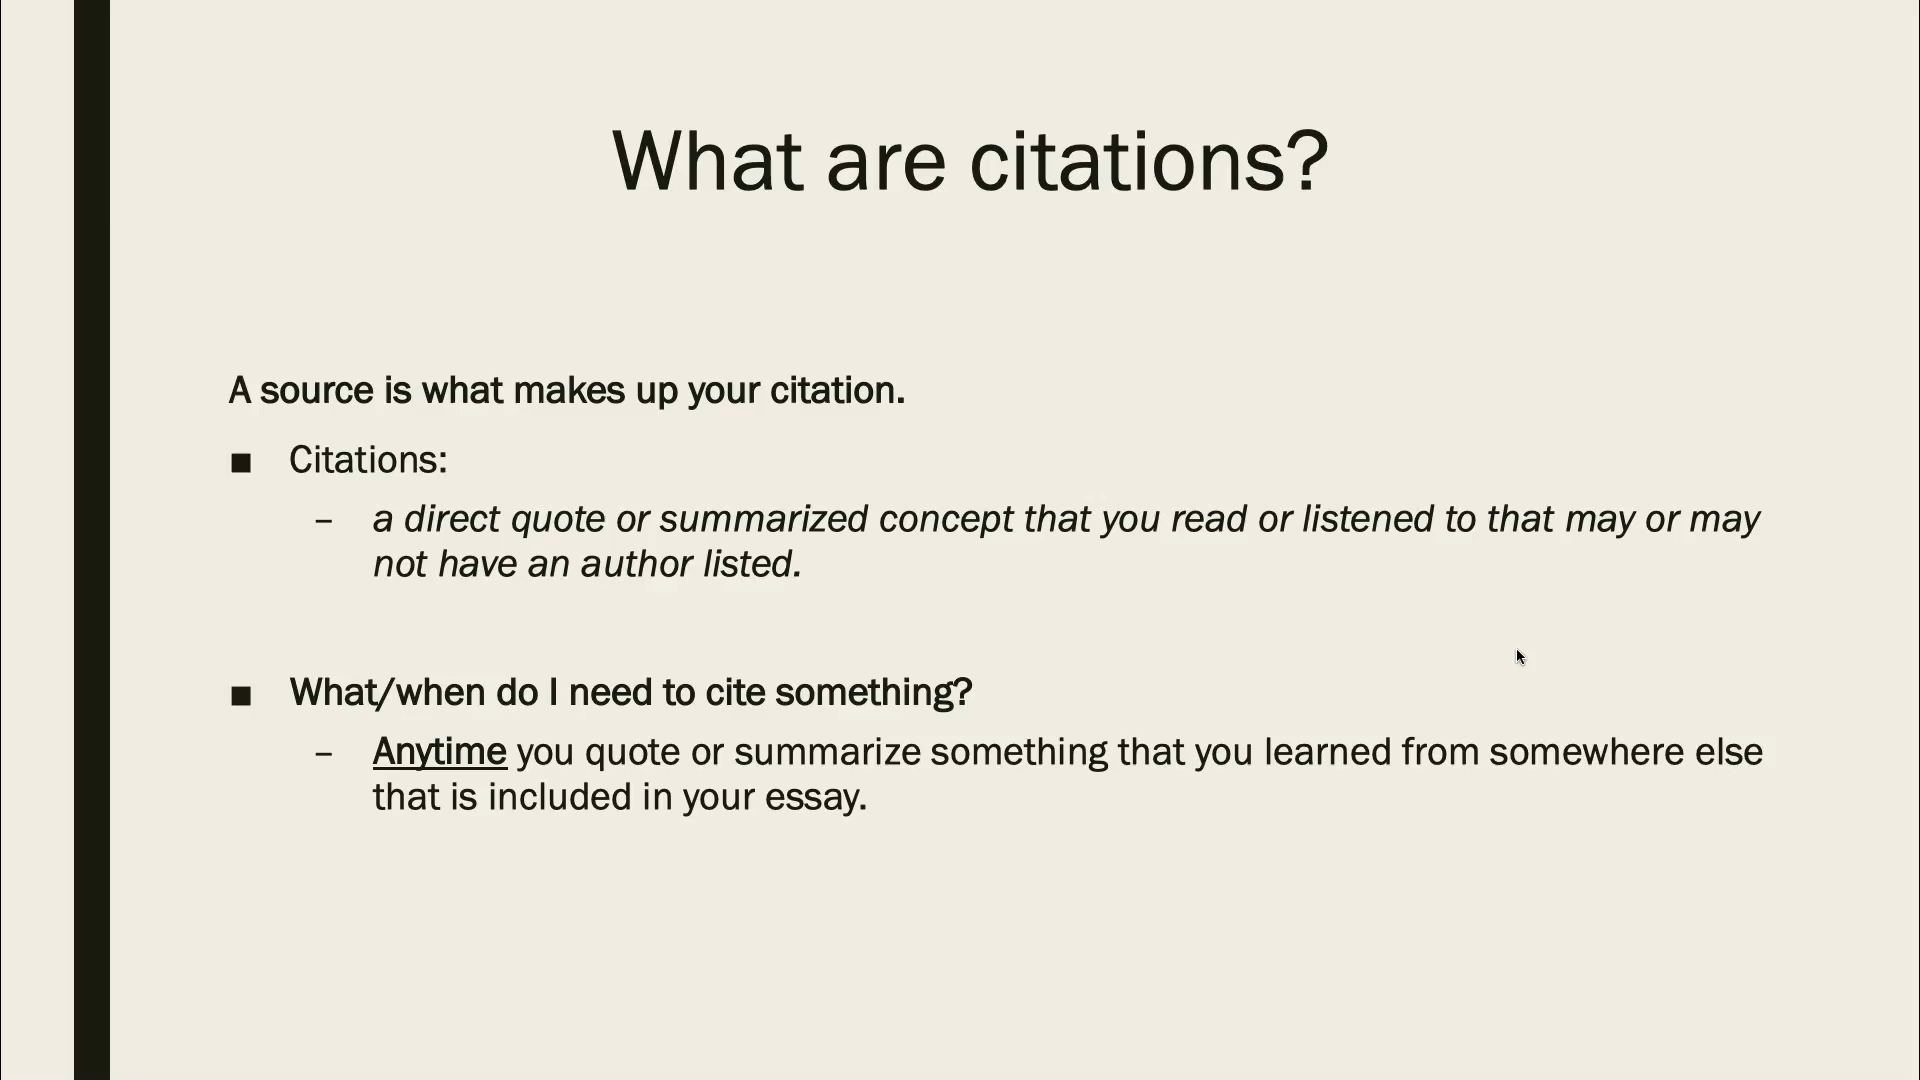 What are citations?
A source is what makes up your citation.
■ Citations:
– a direct quote or summarized concept that you read or listened to that may or may
not have an author listed.
■ What/when do I need to cite something?
– Anytime you quote or summarize something that you learned from somewhere else
that is included in your essay.